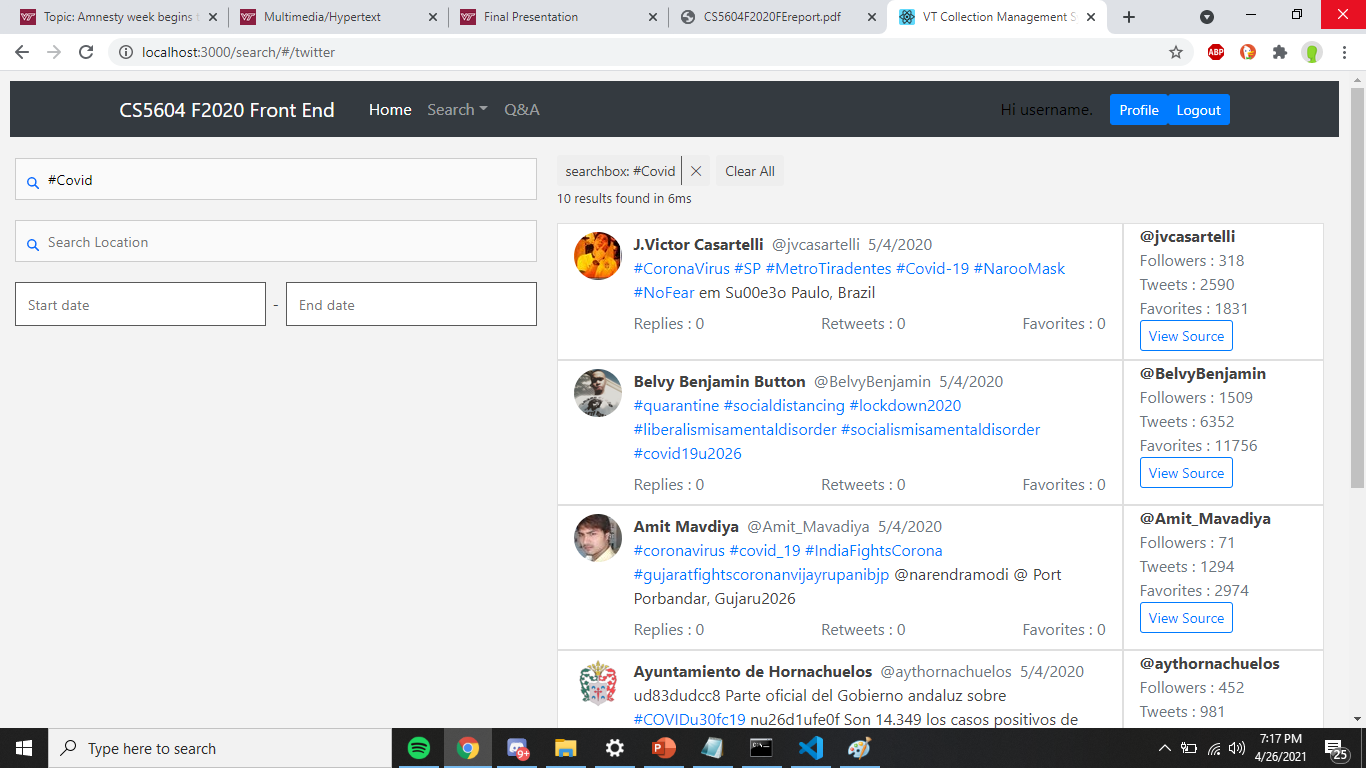 Topic: Amnesty week begins
Multimedia/Hypertext
Final Presentation
CS5604F2020FEreport.pdf
VT Collection Management S
localhost:3000/search/#/twitter
ABP
CS5604 F2020 Front End
Home
Search
Q&A
Hi username.
Profile
Logout
#Covid
Search Location
Start date
-
End date
searchbox: #Covid
Clear All
10 results found in 6ms
J.Victor Casartelli @jvcasartelli 5/4/2020
#CoronaVirus #SP #MetroTiradentes #Covid-19 #NarooMask
#NoFear em Su00e3o Paulo, Brazil
Replies : 0
Retweets : 0
Favorites : 0
@jvcasartelli
Followers : 318
Tweets : 2590
Favorites : 1831
View Source
Belvy Benjamin Button @BelvyBenjamin 5/4/2020
#quarantine #socialdistancing #lockdown2020
#liberalismisamentaldisorder #socialismisamentaldisorder
#covid19u2026
Replies : 0
Retweets : 0
Favorites : 0
@BelvyBenjamin
Followers : 1509
Tweets : 6352
Favorites : 11756
View Source
Amit Mavdiya @Amit_Mavadiya 5/4/2020
#coronavirus #covid_19 #IndiaFightsCorona
#gujaratfightscoronanvijayrupanibjp @narendramodi @ Port
Porbandar, Gujaru2026
Replies : 0
Retweets : 0
Favorites : 0
@Amit_Mavadiya
Followers : 71
Tweets : 1294
Favorites : 2974
View Source
Ayuntamiento de Hornachuelos @aythornachuelos 5/4/2020
ud83dudcc8 Parte oficial del Gobierno andaluz sobre
#COVIDu30fc19 nu26d1ufe0f Son 14.349 los casos positivos de
@aythornachuelos
Followers : 452
Tweets : 981
Type here to search
9+
7:17 PM
4/26/2021
25